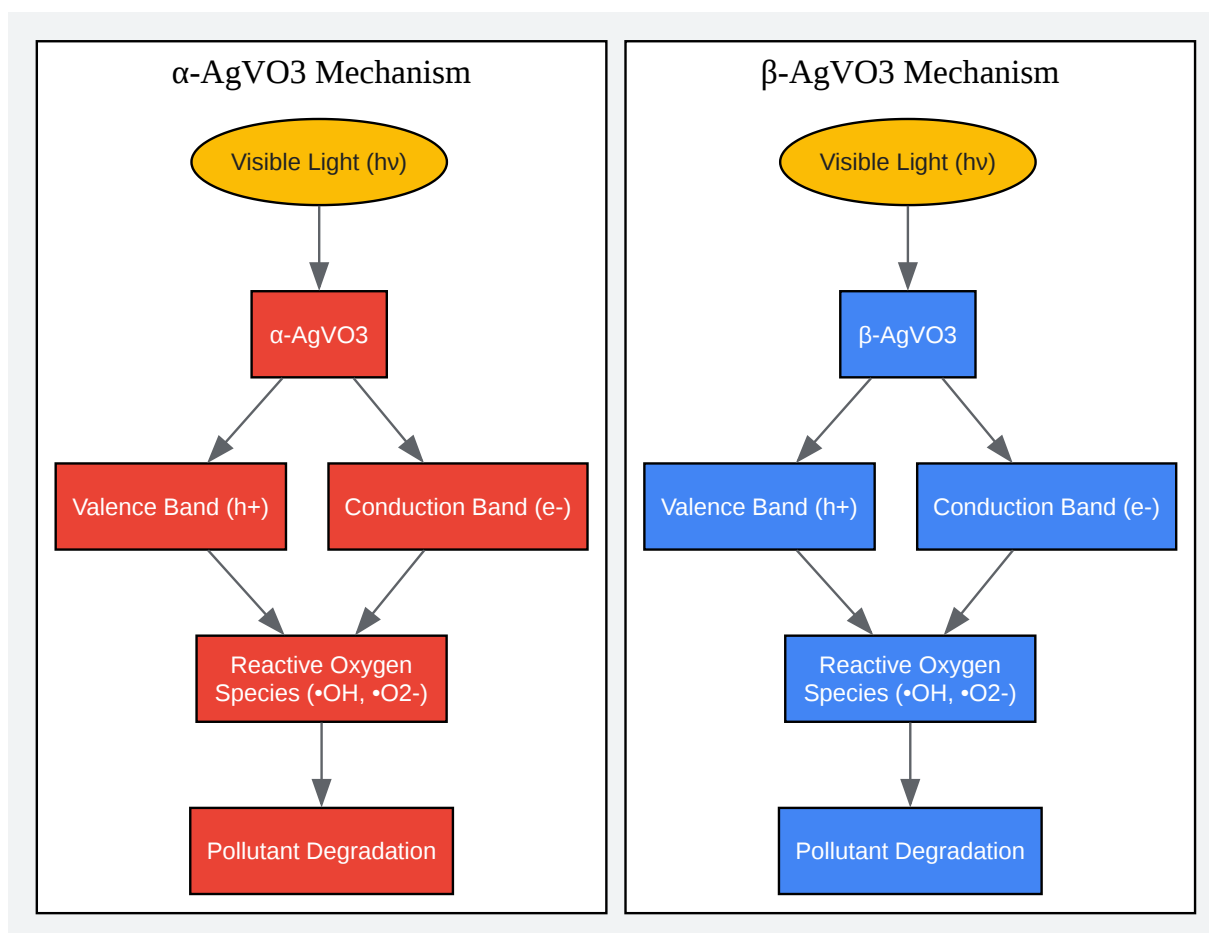 α-AgVO3 Mechanism
Visible Light (hν)
α-AgVO3
Valence Band (h+)
Conduction Band (e-)
Reactive Oxygen
Species (•OH, •O2-)
Pollutant Degradation
β-AgVO3 Mechanism
Visible Light (hν)
β-AgVO3
Valence Band (h+)
Conduction Band (e-)
Reactive Oxygen
Species (•OH, •O2-)
Pollutant Degradation